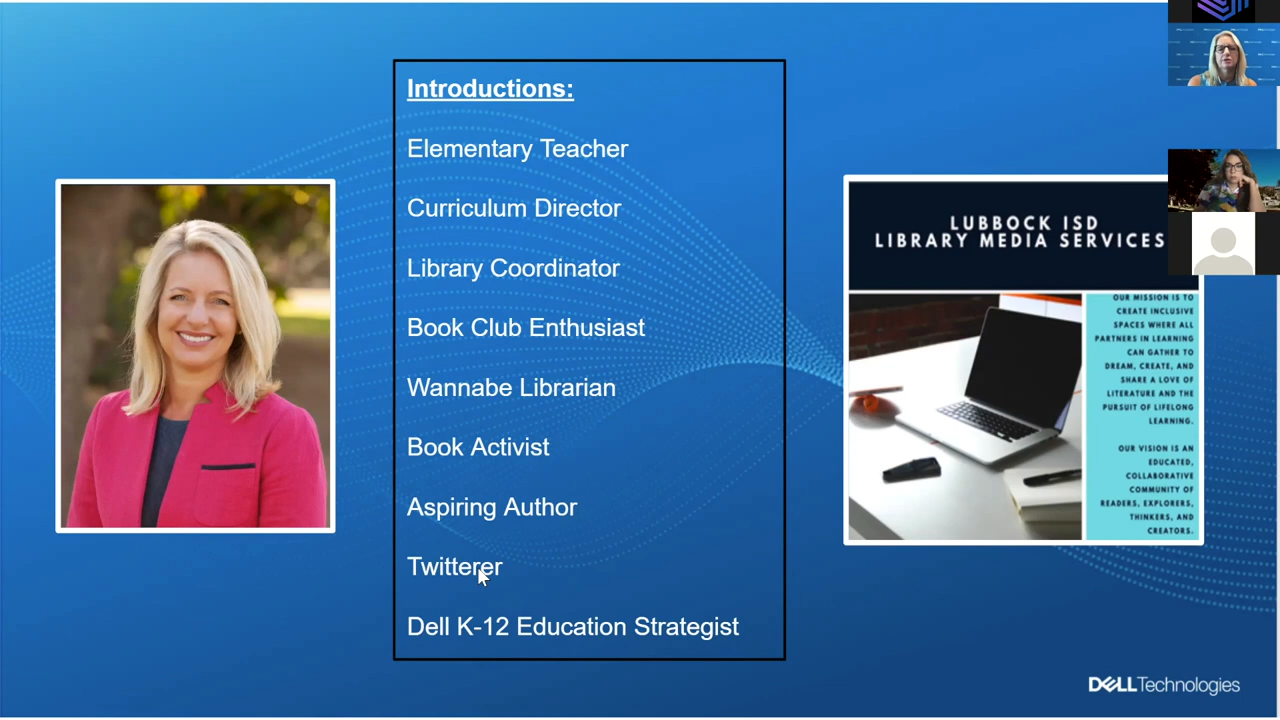 Introductions:
Elementary Teacher
Curriculum Director
Library Coordinator
Book Club Enthusiast
Wannabe Librarian
Book Activist
Aspiring Author
Twitterer
Dell K-12 Education Strategist
LUBBOCK ISD
LIBRARY MEDIA SERVICES
OUR MISSION IS TO
CREATE INCLUSIVE
SPACES WHERE ALL
PARTNERS IN LEARNING
CAN GATHER TO
DREAM, CREATE, AND
SHARE A LOVE OF
LITERATURE AND THE
PURSUIT OF LIFELONG
LEARNING.
OUR VISION IS AN
EDUCATED,
COLLABORATIVE
COMMUNITY OF
READERS, EXPLORERS,
THINKERS, AND
CREATORS.
DELLTechnologies